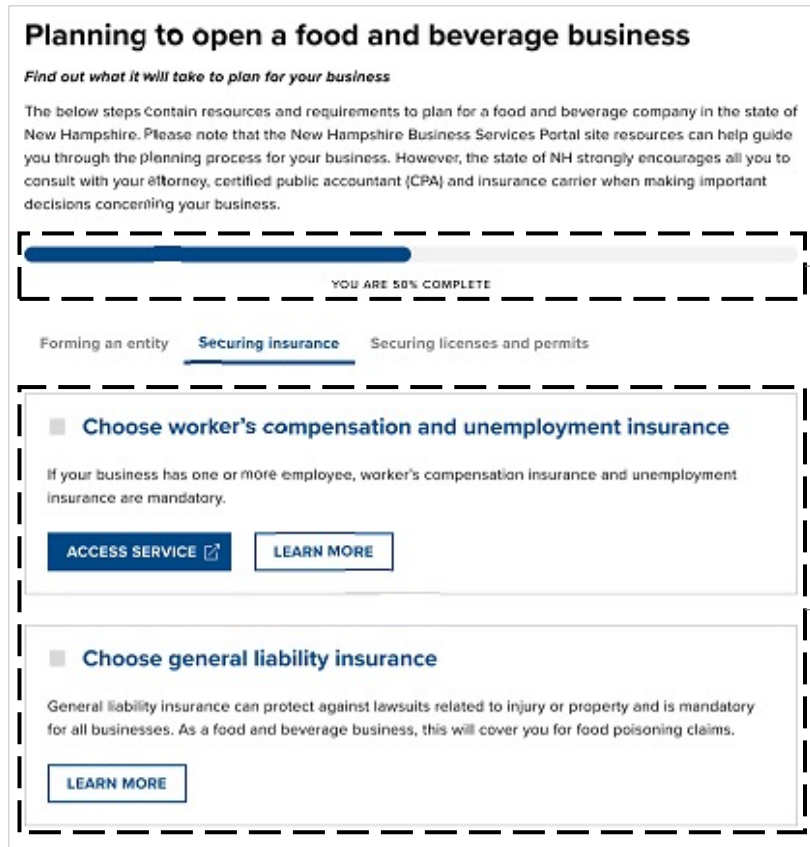 Planning to open a food and beverage business
Find out what it will take to plan for your business
The below steps contain resources and requirements to plan for a food and beverage company in the state of
New Hampshire. Please note that the New Hampshire Business Services Portal site resources can help guide
you through the planning process for your business. However, the state of NH strongly encourages all you to
consult with your attorney, certified public accountant (CPA) and insurance carrier when making important
decisions concerning your business.
YOU ARE 50% COMPLETE
Forming an entity Securing insurance Securing licenses and permits
Choose worker's compensation and unemployment insurance
If your business has one or more employee, worker's compensation insurance and unemployment
insurance are mandatory.
ACCESS SERVICE LEARN MORE
Choose general liability insurance
General liability insurance can protect against lawsuits related to injury or property and is mandatory
for all businesses. As a food and beverage business, this will cover you for food poisoning claims.
LEARN MORE